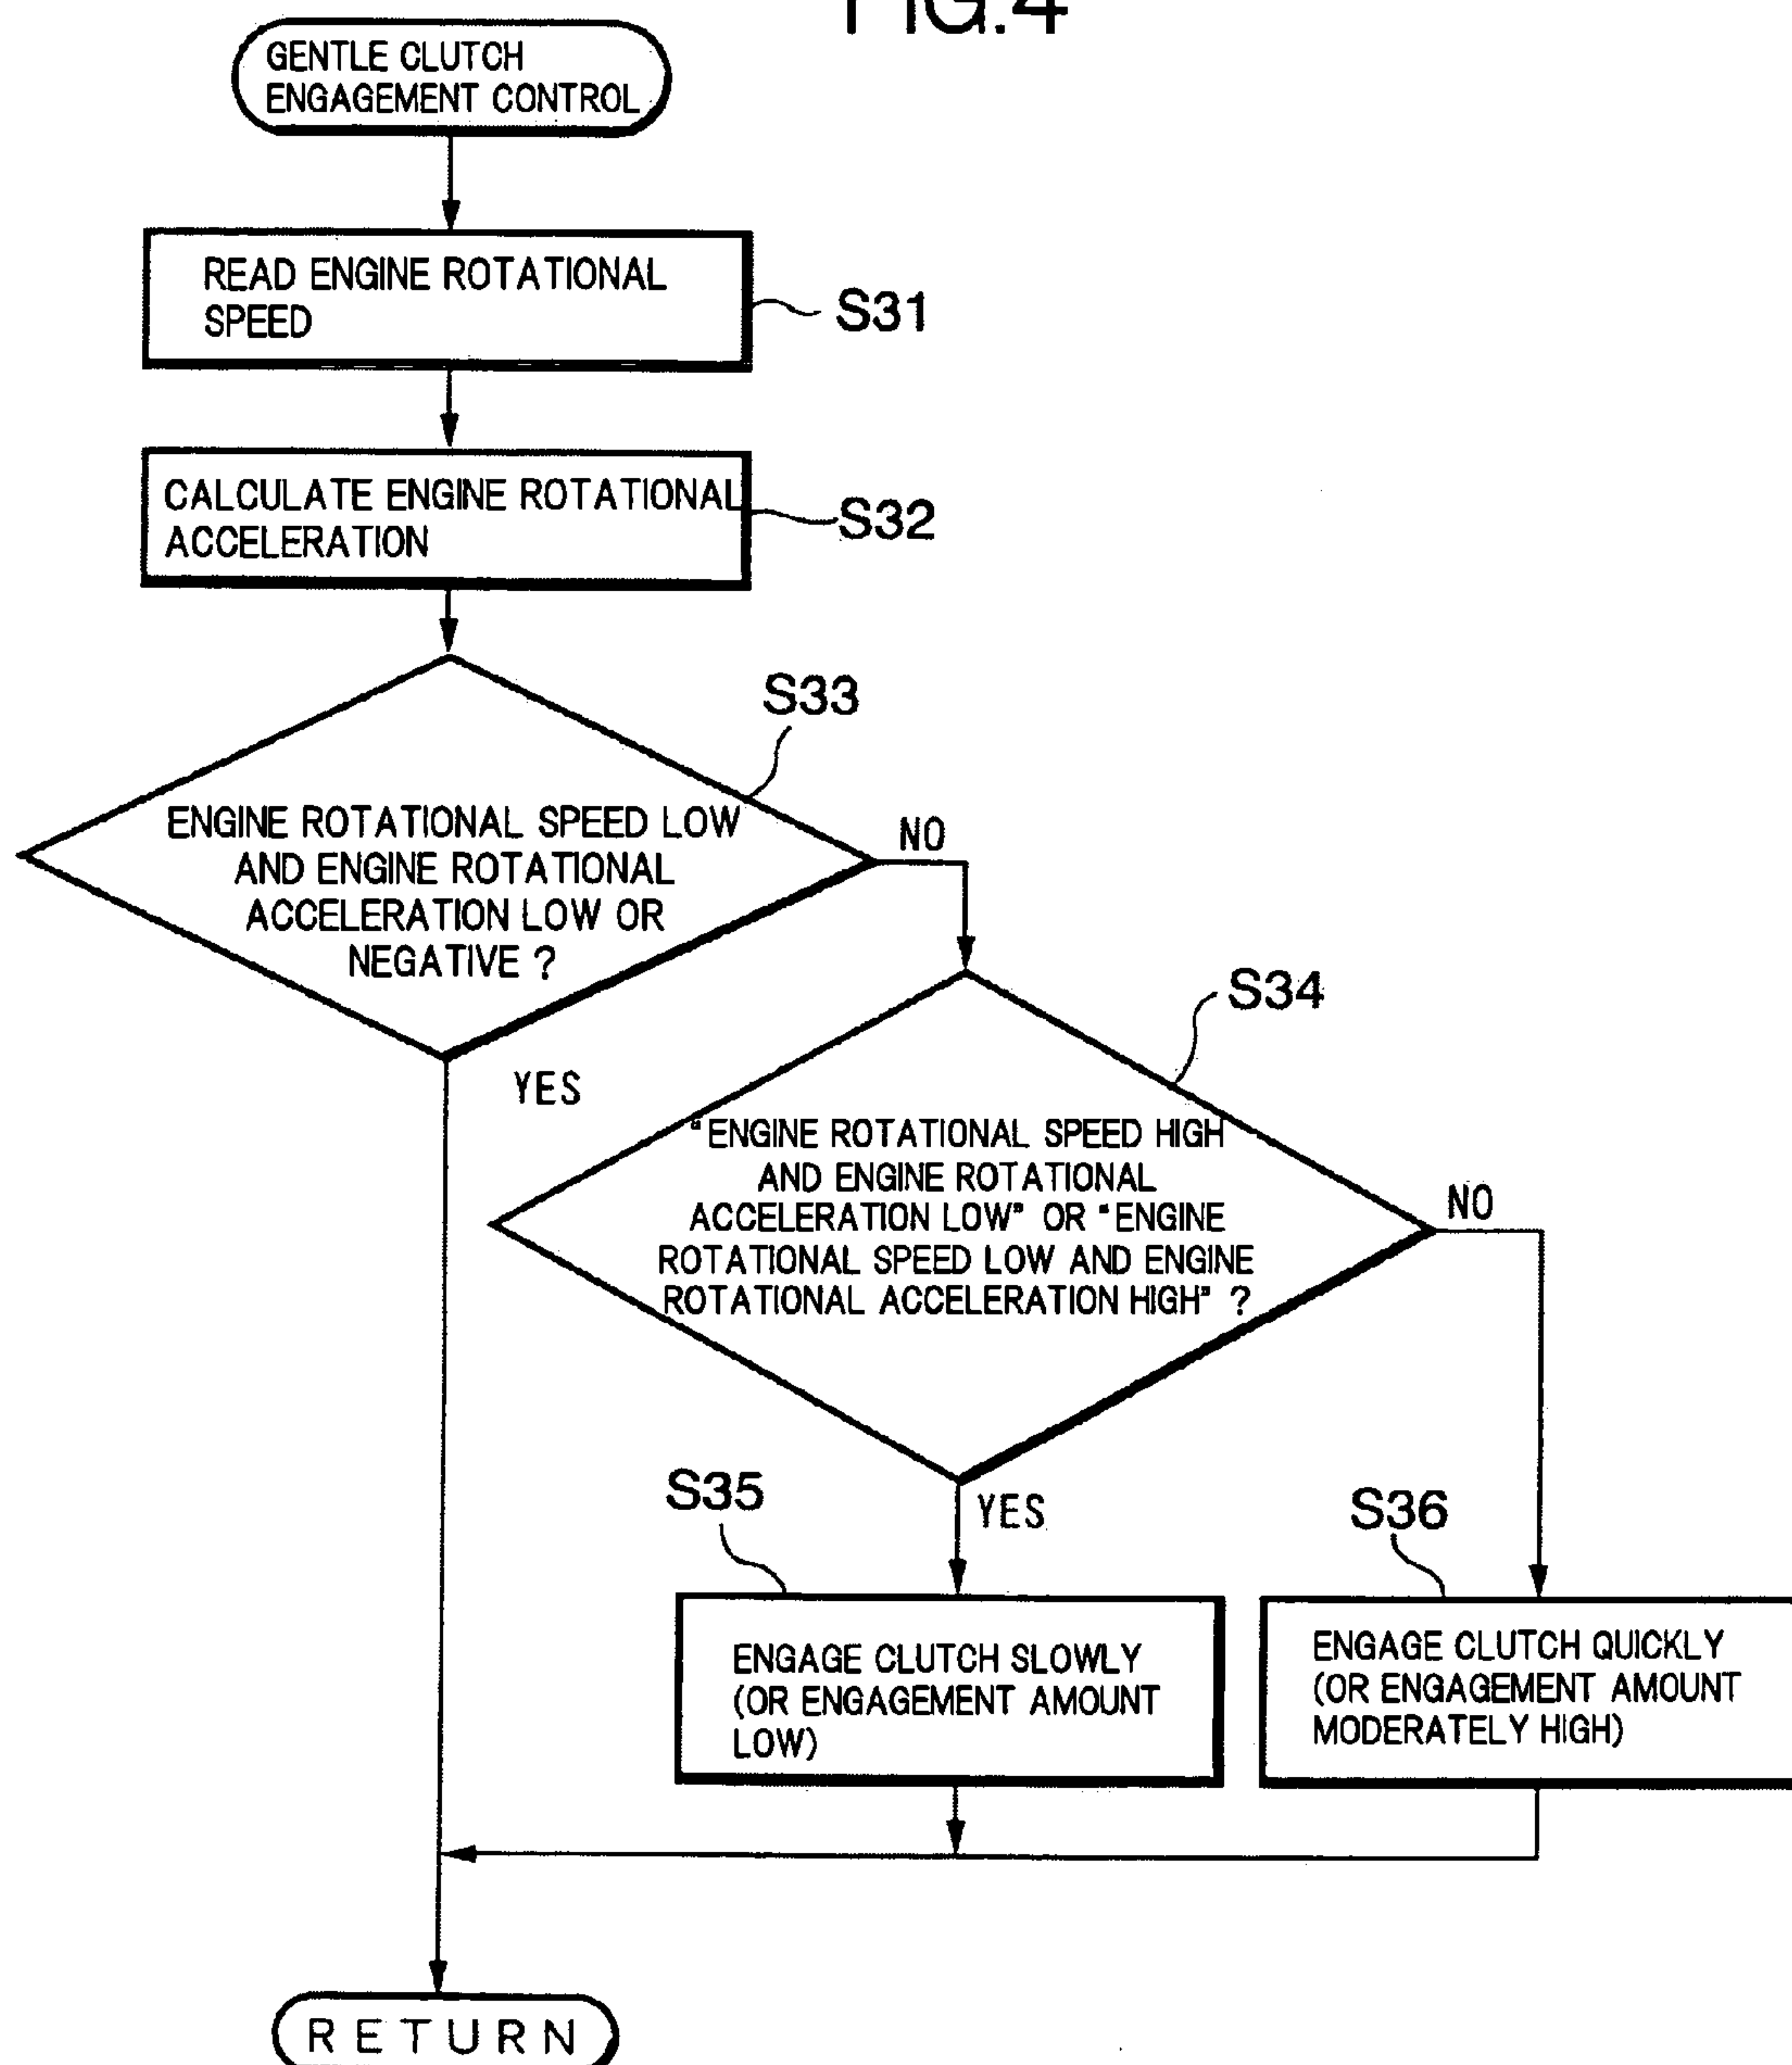 FIG.4
GENTLE CLUTCH
ENGAGEMENT CONTROL
READ ENGINE ROTATIONAL
SPEED
S31
CALCULATE ENGINE ROTATIONAL
ACCELERATION
S32
S33
ENGINE ROTATIONAL SPEED LOW
AND ENGINE ROTATIONAL
ACCELERATION LOW OR
NEGATIVE ?
NO
YES
S34
"ENGINE ROTATIONAL SPEED HIGH
AND ENGINE ROTATIONAL
ACCELERATION LOW" OR "ENGINE
ROTATIONAL SPEED LOW AND ENGINE
ROTATIONAL ACCELERATION HIGH" ?
NO
YES
S35
ENGAGE CLUTCH SLOWLY
(OR ENGAGEMENT AMOUNT
LOW)
S36
ENGAGE CLUTCH QUICKLY
(OR ENGAGEMENT AMOUNT
MODERATELY HIGH)
RETURN